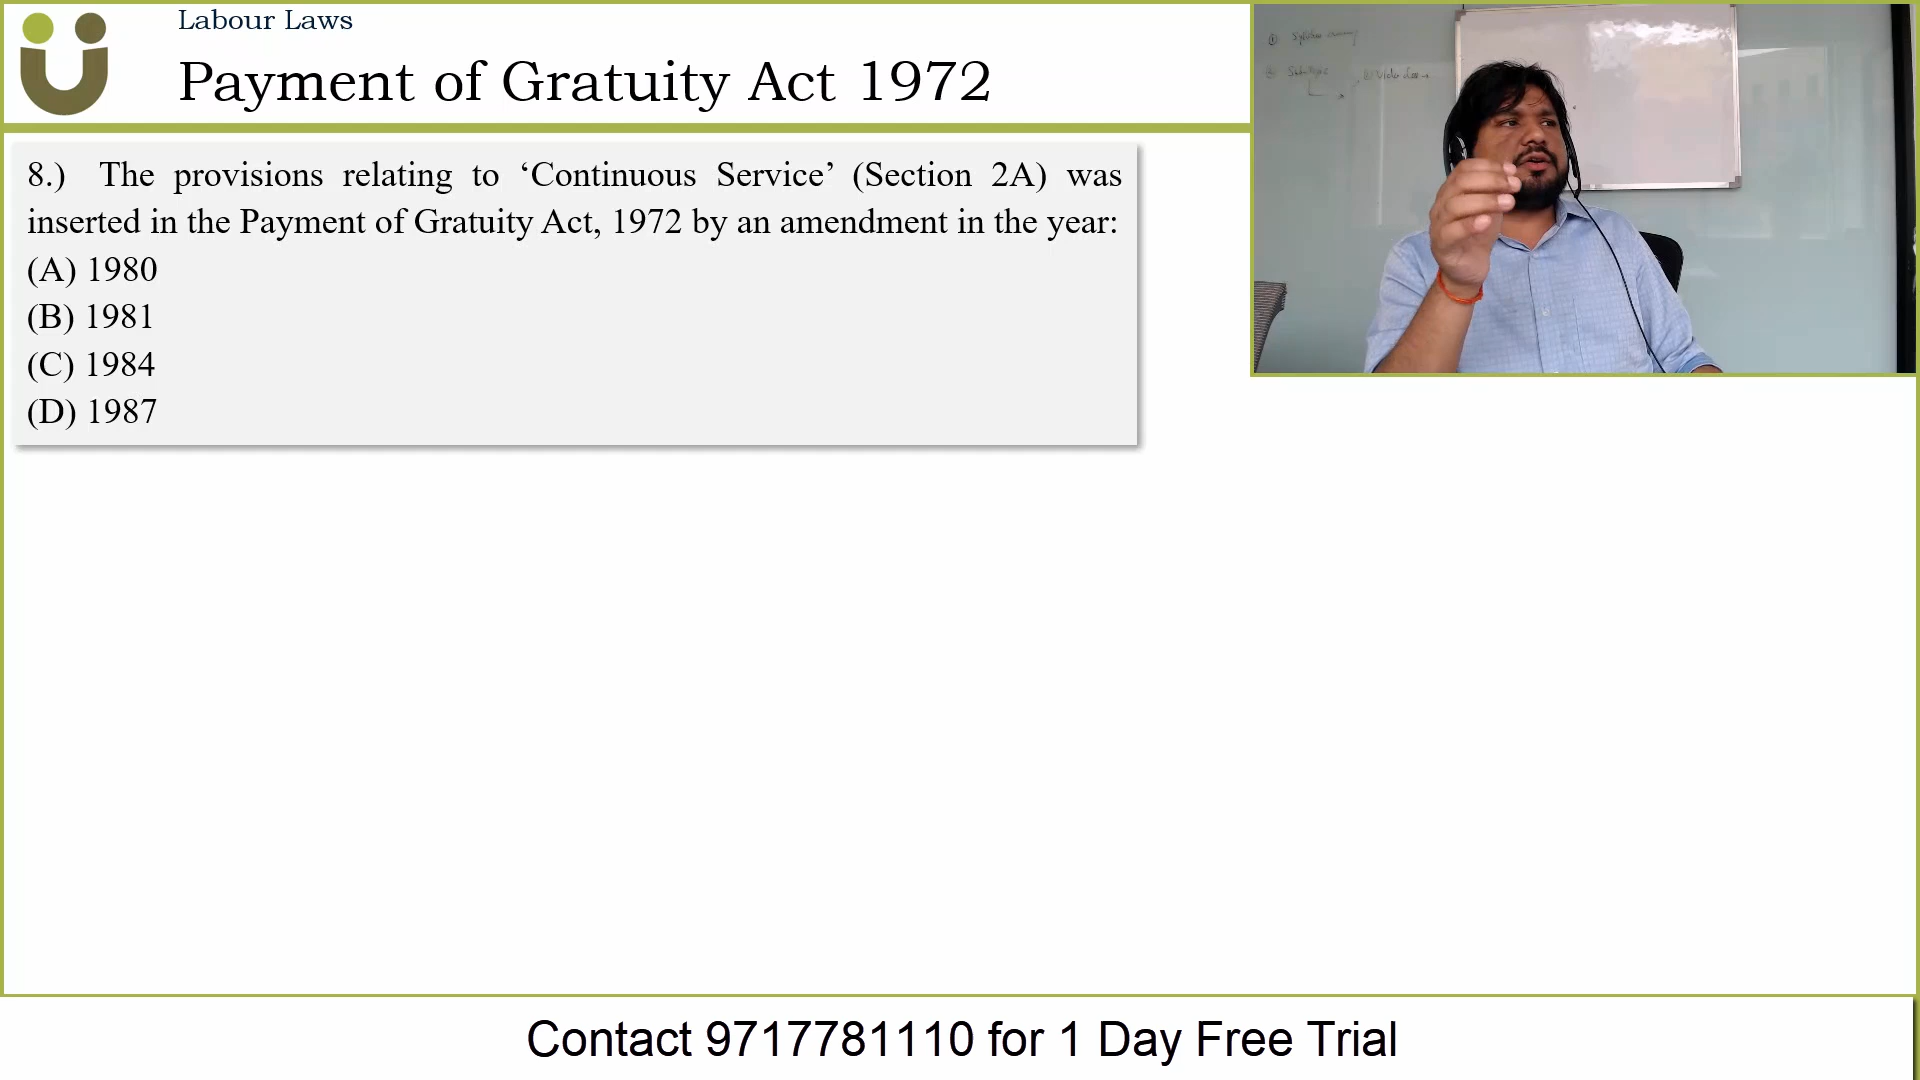 Labour Laws
Payment of Gratuity Act 1972
8.) The provisions relating to ‘Continuous Service’ (Section 2A) was
inserted in the Payment of Gratuity Act, 1972 by an amendment in the year:
(A) 1980
(B) 1981
(C) 1984
(D) 1987
Contact 9717781110 for 1 Day Free Trial